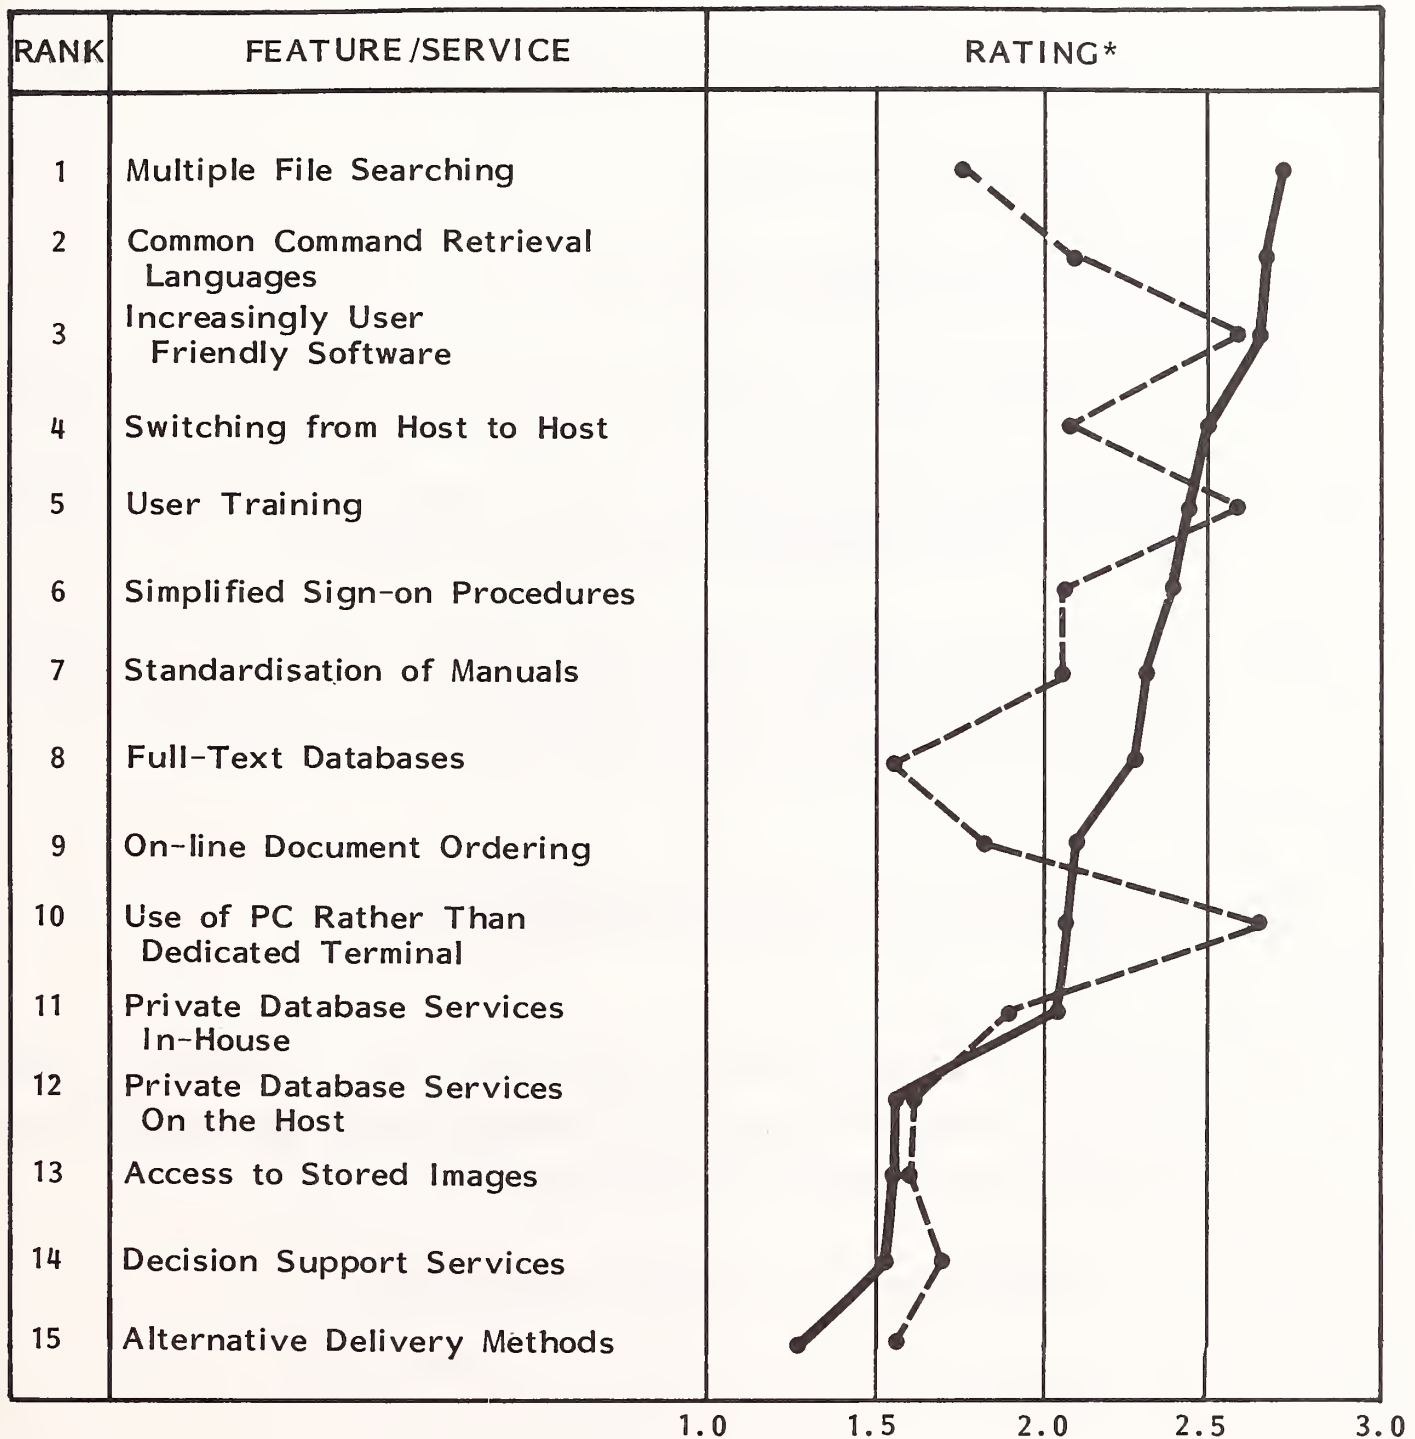 RANK FEATURE/SERVICE RATING*
1 Multiple File Searching
2 Common Command Retrieval
Languages
Increasingly User
3
Friendly Software
4 Switching from Host to Host
5 User Training
6 Simplified Sign-on Procedures
7 Standardisation of Manuals
8 Full-Text Databases
9 On-line Document Ordering
10 Use of PC Rather Than
Dedicated Terminal
11 Private Database Services
In-House
12 Private Database Services
On the Host
13 Access to Stored Images
14 Decision Support Services
15 Alternative Delivery Methods
1.0 1.5 2.0 2.5 3.0